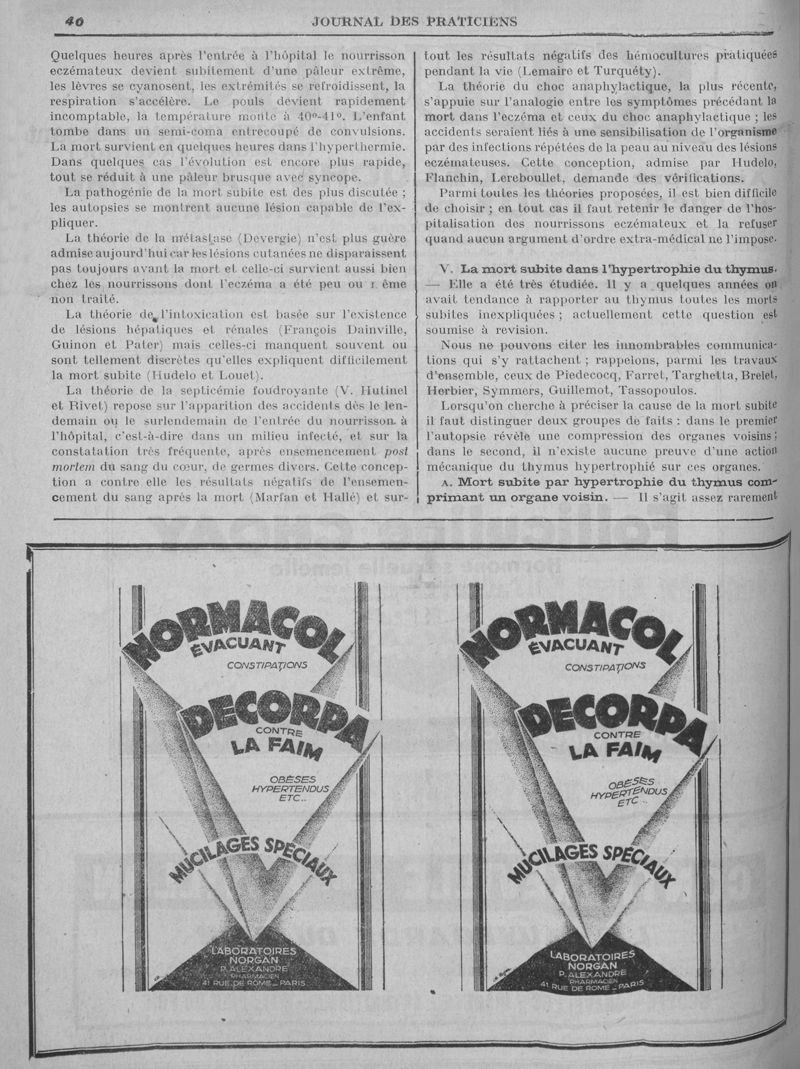 40
JOURNAL DES PRATICIENS
Quelques heures après l'entrée à l'hôpital le nourrisson
eczémateux devient subitement d'une pâleur extrême,
les lèvres se cyanosent, les extrémités se refroidissent, la
respiration s'accélère. Le pouls devient rapidement
incomptable, la température monte à 40°-41°. L'enfant
tombe dans un semi-coma entrecoupé de convulsions.
La mort survient en quelques heures dans l'hyperthermie.
Dans quelques cas l'évolution est encore plus rapide,
tout se réduit à une pâleur brusque avec syncope.
La pathogénie de la mort subite est des plus discutée ;
les autopsies se montrent aucune lésion capable de l'ex-
pliquer.
La théorie de la métastase (Devergie) n'est plus guère
admise aujourd'hui car les lésions cutanées ne disparaissent
pas toujours avant la mort et celle-ci survient aussi bien
chez les nourrissons dont l'eczéma a été peu ou ême
non traité.
La théorie de l'intoxication est basée sur l'existence
de lésions hépatiques et rénales (François Dainville,
Guinon et Pater) mais celles-ci manquent souvent ou
sont tellement discrètes qu'elles expliquent difficilement
la mort subite (Hudelo et Louet).
La théorie de la septicémie foudroyante (V. Hutinel
et Rivet) repose sur l'apparition des accidents dès le len-
demain ou le surlendemain de l'entrée du nourrisson à
l'hôpital, c'est-à-dire dans un milieu infecté, et sur la
constatation très fréquente, après ensemencement post
mortem du sang du cœur, de germes divers. Cette concep-
tion a contre elle les résultats négatifs de l'ensemen-
cement du sang après la mort (Marfan et Hallé) et sur-
tout les résultats négatifs des hémocultures pratiquées
pendant la vie (Lemaire et Turquéty).
La théorie du choc anaphylactique, la plus récente,
s'appuie sur l'analogie entre les symptômes précédant la
mort dans l'eczéma et ceux du choc anaphylactique ; les
accidents seraient liés à une sensibilisation de l'organisme
par des infections répétées de la peau au niveau des lésions
eczémateuses. Cette conception, admise par Hudelo,
Flanchin, Lereboullet, demande des vérifications.
Parmi toutes les théories proposées, il est bien difficile
de choisir ; en tout cas il faut retenir le danger de l'hos-
pitalisation des nourrissons eczémateux et la refuser
quand aucun argument d'ordre extra-médical ne l'impose.
V. La mort subite dans l'hypertrophie du thymus.
— Elle a été très étudiée. Il y a quelques années on
avait tendance à rapporter au thymus toutes les morts
subites inexpliquées ; actuellement cette question est
soumise à revision.
Nous ne pouvons citer les innombrables communica-
tions qui s'y rattachent ; rappelons, parmi les travaux
d'ensemble, ceux de Piedecocq, Farret, Targhetta, Brelet,
Herbier, Symmers, Guillemot, Tassopoulos.
Lorsqu'on cherche à préciser la cause de la mort subite
il faut distinguer deux groupes de faits : dans le premier
l'autopsie révèle une compression des organes voisins ;
dans le second, il n'existe aucune preuve d'une action
mécanique du thymus hypertrophié sur ces organes.
A. Mort subite par hypertrophie du thymus com-
primant un organe voisin. — Il s'agit assez rarement
NORMACOL
ÉVACUANT
CONSTIPATIONS
DECORPA
CONTRE
LA FAIM
OBÈSES
HYPERTENDUS
ETC..
MUCILAGES SPÉCIAUX
LABORATOIRES
NORGAN
P. ALEXANDRE
PHARMACIEN
41 RUE DE ROME _ PARIS
NORMACOL
ÉVACUANT
CONSTIPATIONS
DECORPA
CONTRE
LA FAIM
OBÈSES
HYPERTENDUS
ETC...
MUCILAGES SPÉCIAUX
LABORATOIRES
NORGAN
P. ALEXANDRE
PHARMACIEN
41 RUE DE ROME _ PARIS